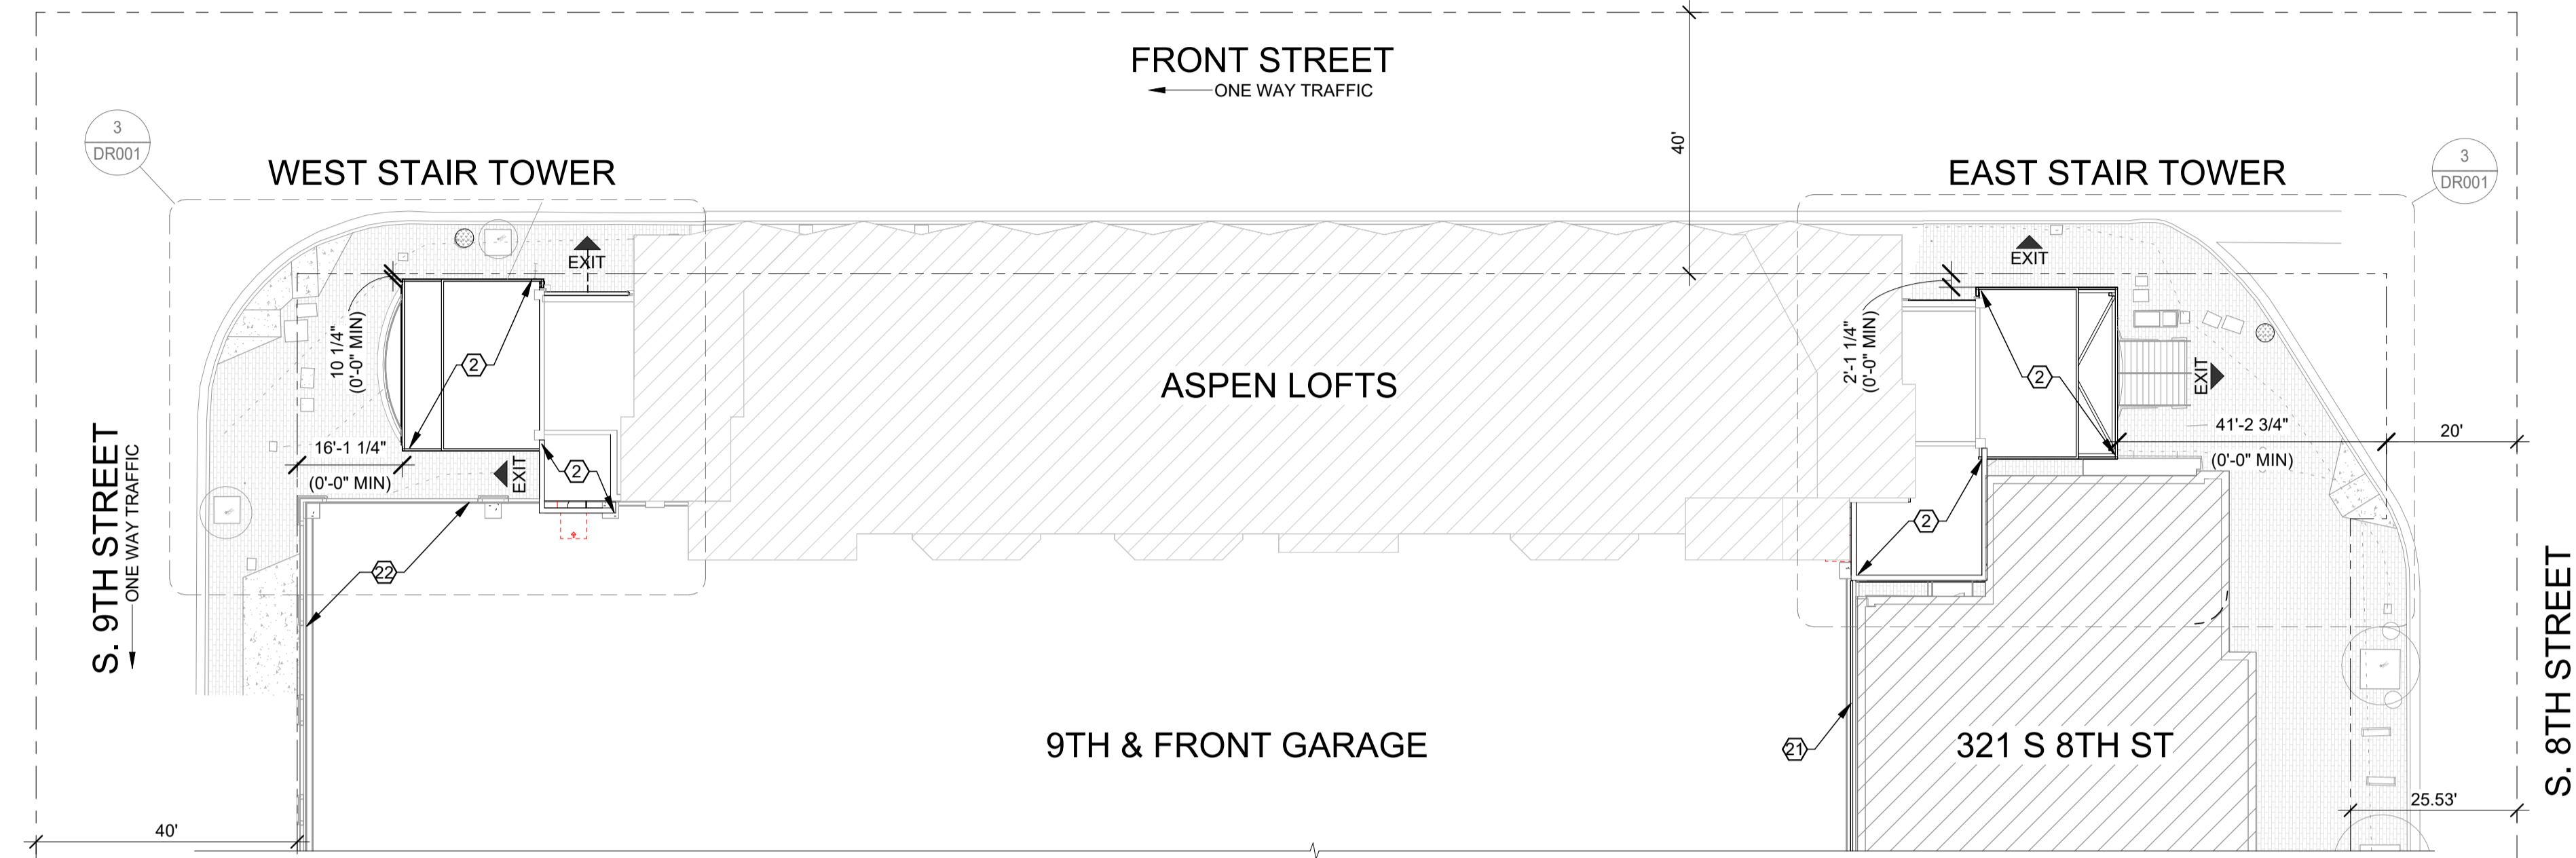 FRONT STREET
ONE WAY TRAFFIC
3
DR001
WEST STAIR TOWER
40'
EAST STAIR TOWER
3
DR001
EXIT
EXIT
10 1/4"
(0'-0" MIN)
2
2'-1 1/4"
(0'-0" MIN)
2
EXIT
ASPEN LOFTS
16'-1 1/4"
(0'-0" MIN)
EXIT
2
41'-2 3/4"
(0'-0" MIN)
20'
S. 9TH STREET
ONE WAY TRAFFIC
22
2
9TH & FRONT GARAGE
21
321 S 8TH ST
S. 8TH STREET
40'
25.53'